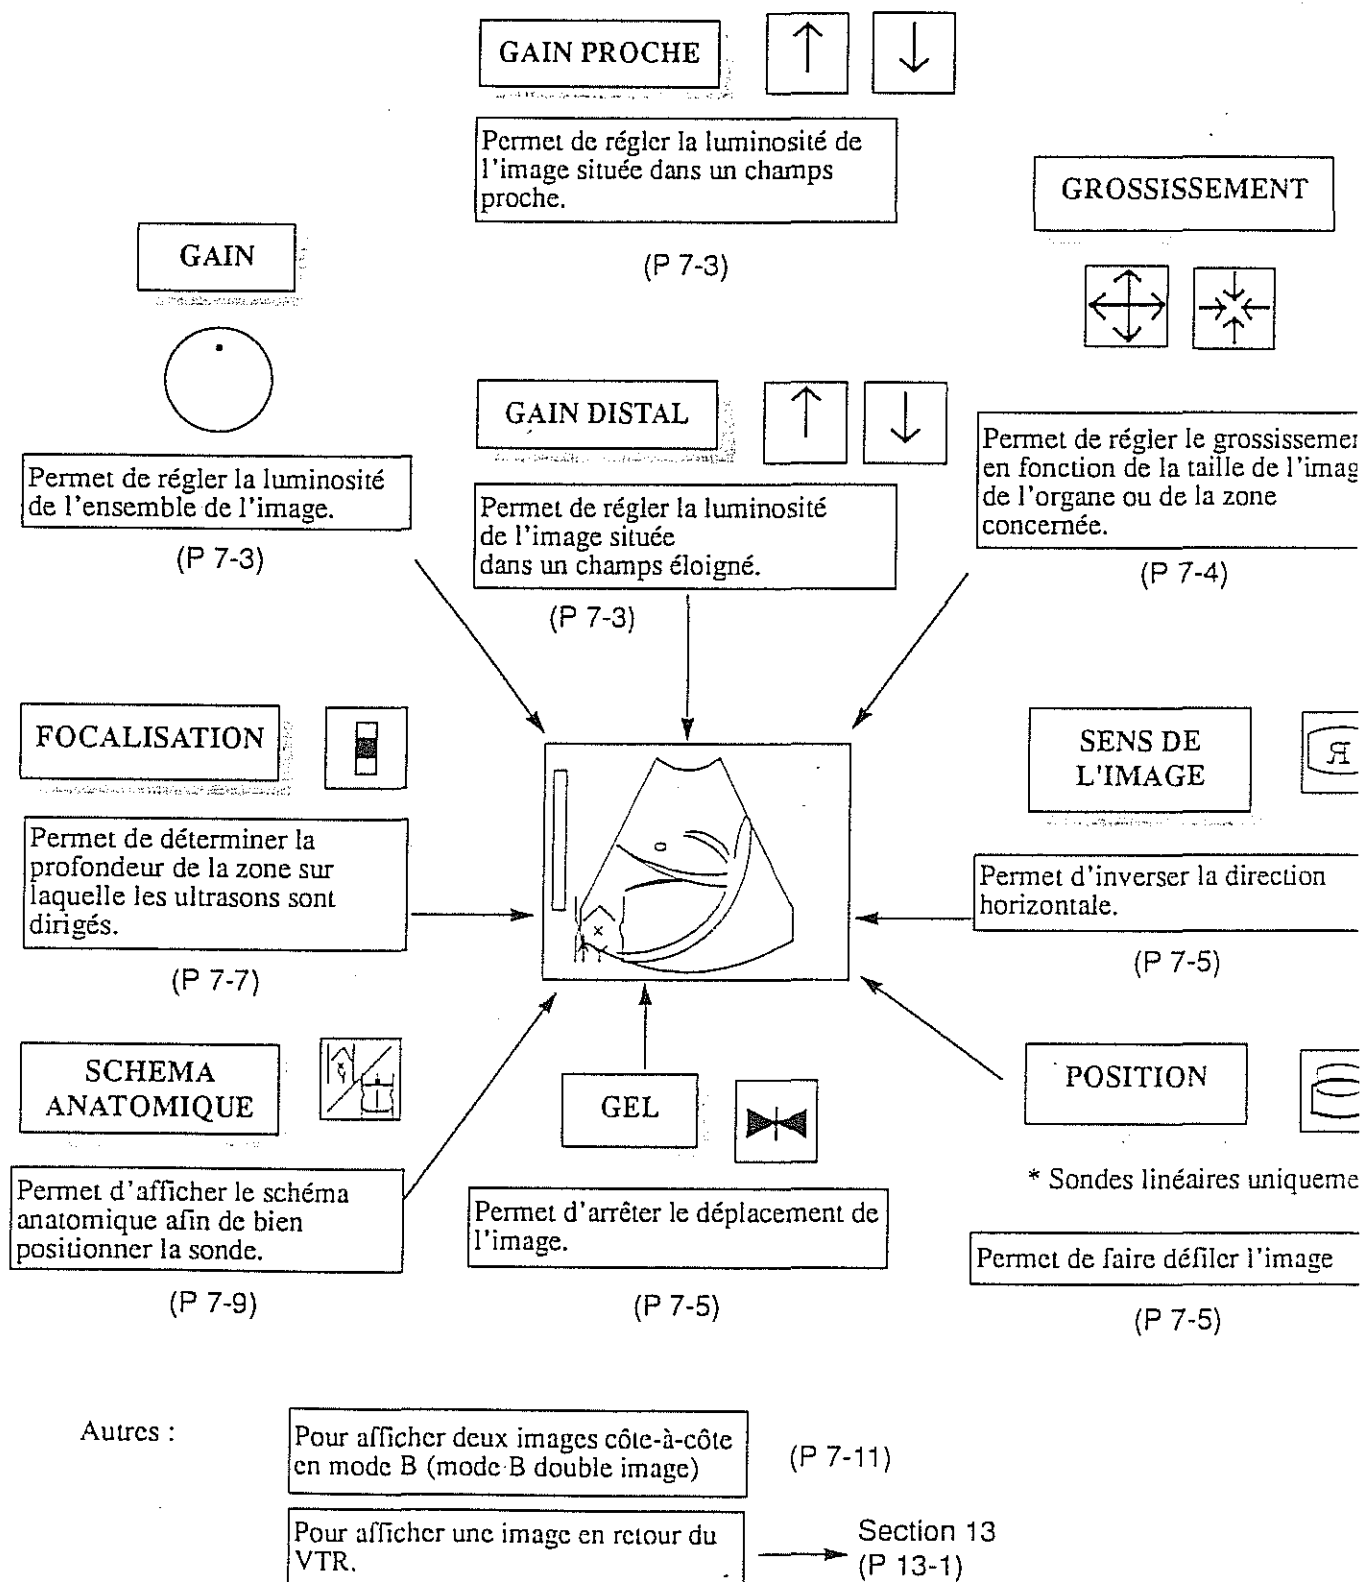 GAIN PROCHE
Permet de régler la luminosité de
l'image située dans un champs
proche.
(P 7-3)
GROSSISSEMENT
GAIN
Permet de régler la luminosité
de l'ensemble de l'image.
(P 7-3)
GAIN DISTAL
Permet de régler la luminosité
de l'image située
dans un champs éloigné.
(P 7-3)
Permet de régler le grossissemen
en fonction de la taille de l'imag
de l'organe ou de la zone
concernée.
(P 7-4)
FOCALISATION
Permet de déterminer la
profondeur de la zone sur
laquelle les ultrasons sont
dirigés.
(P 7-7)
SENS DE
L'IMAGE
Permet d'inverser la direction
horizontale.
(P 7-5)
SCHEMA
ANATOMIQUE
Permet d'afficher le schéma
anatomique afin de bien
positionner la sonde.
(P 7-9)
GEL
Permet d'arrêter le déplacement de
l'image.
(P 7-5)
POSITION
* Sondes linéaires uniqueme
Permet de faire défiler l'image
(P 7-5)
Autres :
Pour afficher deux images côte-à-côte
en mode B (mode B double image)
(P 7-11)
Pour afficher une image en retour du
VTR.
Section 13
(P 13-1)